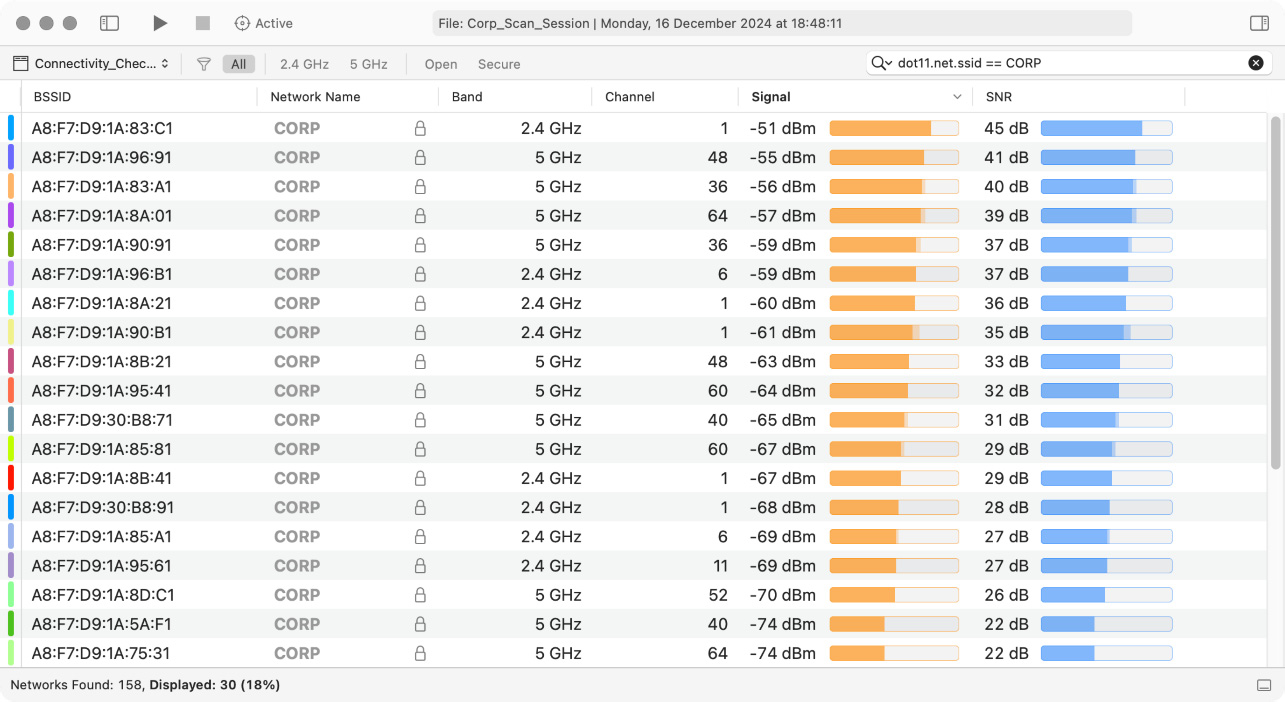 Active
File: Corp_Scan_Session | Monday, 16 December 2024 at 18:48:11
Connectivity_Chec... All 2.4 GHz 5 GHz Open Secure dot11.net.ssid == CORP
BSSID Network Name Band Channel Signal SNR
A8:F7:D9:1A:83:C1 CORP 2.4 GHz 1 -51 dBm 45 dB
A8:F7:D9:1A:96:91 CORP 5 GHz 48 -55 dBm 41 dB
A8:F7:D9:1A:83:A1 CORP 5 GHz 36 -56 dBm 40 dB
A8:F7:D9:1A:8A:01 CORP 5 GHz 64 -57 dBm 39 dB
A8:F7:D9:1A:90:91 CORP 5 GHz 36 -59 dBm 37 dB
A8:F7:D9:1A:96:B1 CORP 2.4 GHz 6 -59 dBm 37 dB
A8:F7:D9:1A:8A:21 CORP 2.4 GHz 1 -60 dBm 36 dB
A8:F7:D9:1A:90:B1 CORP 2.4 GHz 1 -61 dBm 35 dB
A8:F7:D9:1A:8B:21 CORP 5 GHz 48 -63 dBm 33 dB
A8:F7:D9:1A:95:41 CORP 5 GHz 60 -64 dBm 32 dB
A8:F7:D9:30:B8:71 CORP 5 GHz 40 -65 dBm 31 dB
A8:F7:D9:1A:85:81 CORP 5 GHz 60 -67 dBm 29 dB
A8:F7:D9:1A:8B:41 CORP 2.4 GHz 1 -67 dBm 29 dB
A8:F7:D9:30:B8:91 CORP 2.4 GHz 1 -68 dBm 28 dB
A8:F7:D9:1A:85:A1 CORP 2.4 GHz 6 -69 dBm 27 dB
A8:F7:D9:1A:95:61 CORP 2.4 GHz 11 -69 dBm 27 dB
A8:F7:D9:1A:8D:C1 CORP 5 GHz 52 -70 dBm 26 dB
A8:F7:D9:1A:5A:F1 CORP 5 GHz 40 -74 dBm 22 dB
A8:F7:D9:1A:75:31 CORP 5 GHz 64 -74 dBm 22 dB
Networks Found: 158, Displayed: 30 (18%)